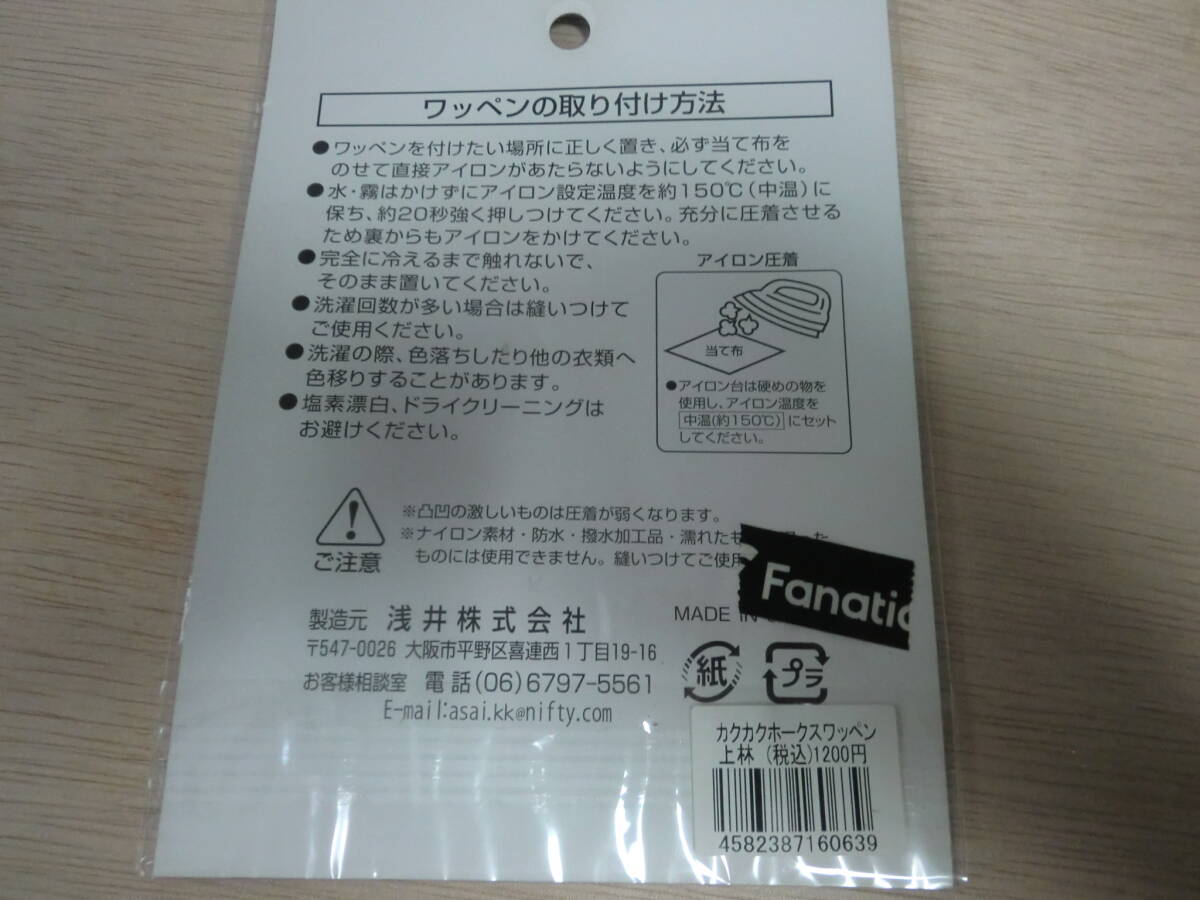 ワッペンの取り付け方法
●ワッペンを付けたい場所に正しく置き、必ず当て布を
のせて直接アイロンがあたらないようにしてください。
●水・霧はかけずにアイロン設定温度を約150℃(中温)に
保ち、約20秒強く押しつけてください。充分に圧着させる
ため裏からもアイロンをかけてください。
●完全に冷えるまで触れないで、
そのまま置いてください。
●洗濯回数が多い場合は縫いつけて
ご使用ください。
●洗濯の際、色落ちしたり他の衣類へ
色移りすることがあります。
●塩素漂白、ドライクリーニングは
お避けください。
アイロン圧着
当て布
●アイロン台は硬めの物を
使用し、アイロン温度を
中温(約150℃)にセット
してください。
ご注意
※凸凹の激しいものは圧着が弱くなります。
※ナイロン素材・防水・撥水加工品・濡れたも
ものには使用できません。縫いつけてご使用
Fanatic
製造元 浅井株式会社
MADE IN
〒547-0026 大阪市平野区喜連西1丁目19-16
お客様相談室 電話(06)6797-5561
E-mail:asai.kk@nifty.com
紙
プラ
カクカクホークスワッペン
上林 (税込)1200円
4582387160639